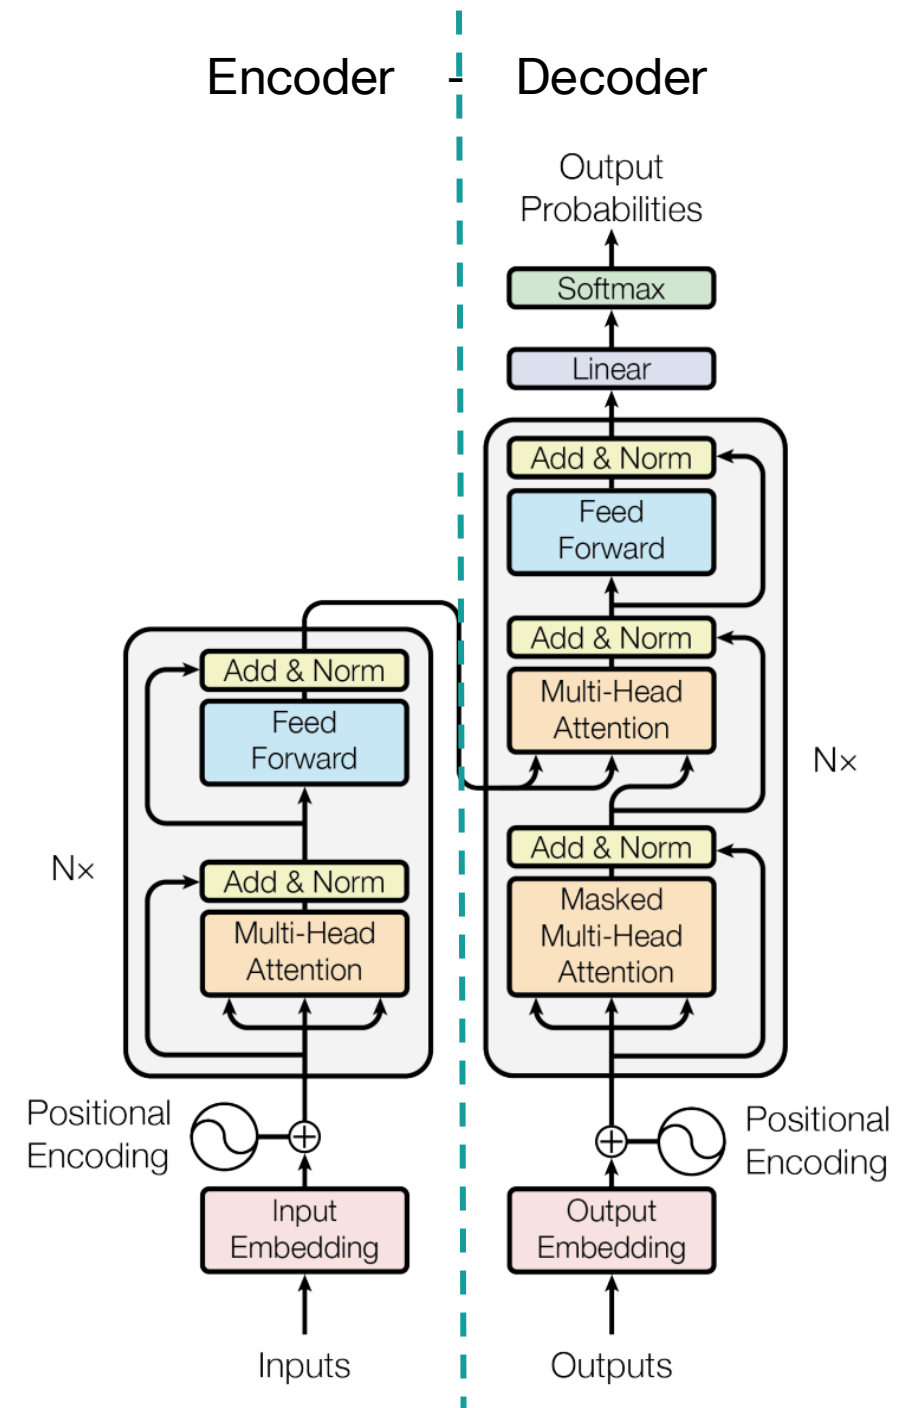 Encoder - Decoder
Output
Probabilities
Softmax
Linear
Add & Norm
Feed
Forward
Add & Norm
Multi-Head
Attention
N×
Add & Norm
Masked
Multi-Head
Attention
Positional
Encoding
Output
Embedding
Outputs
Add & Norm
Feed
Forward
N×
Add & Norm
Multi-Head
Attention
Positional
Encoding
Input
Embedding
Inputs